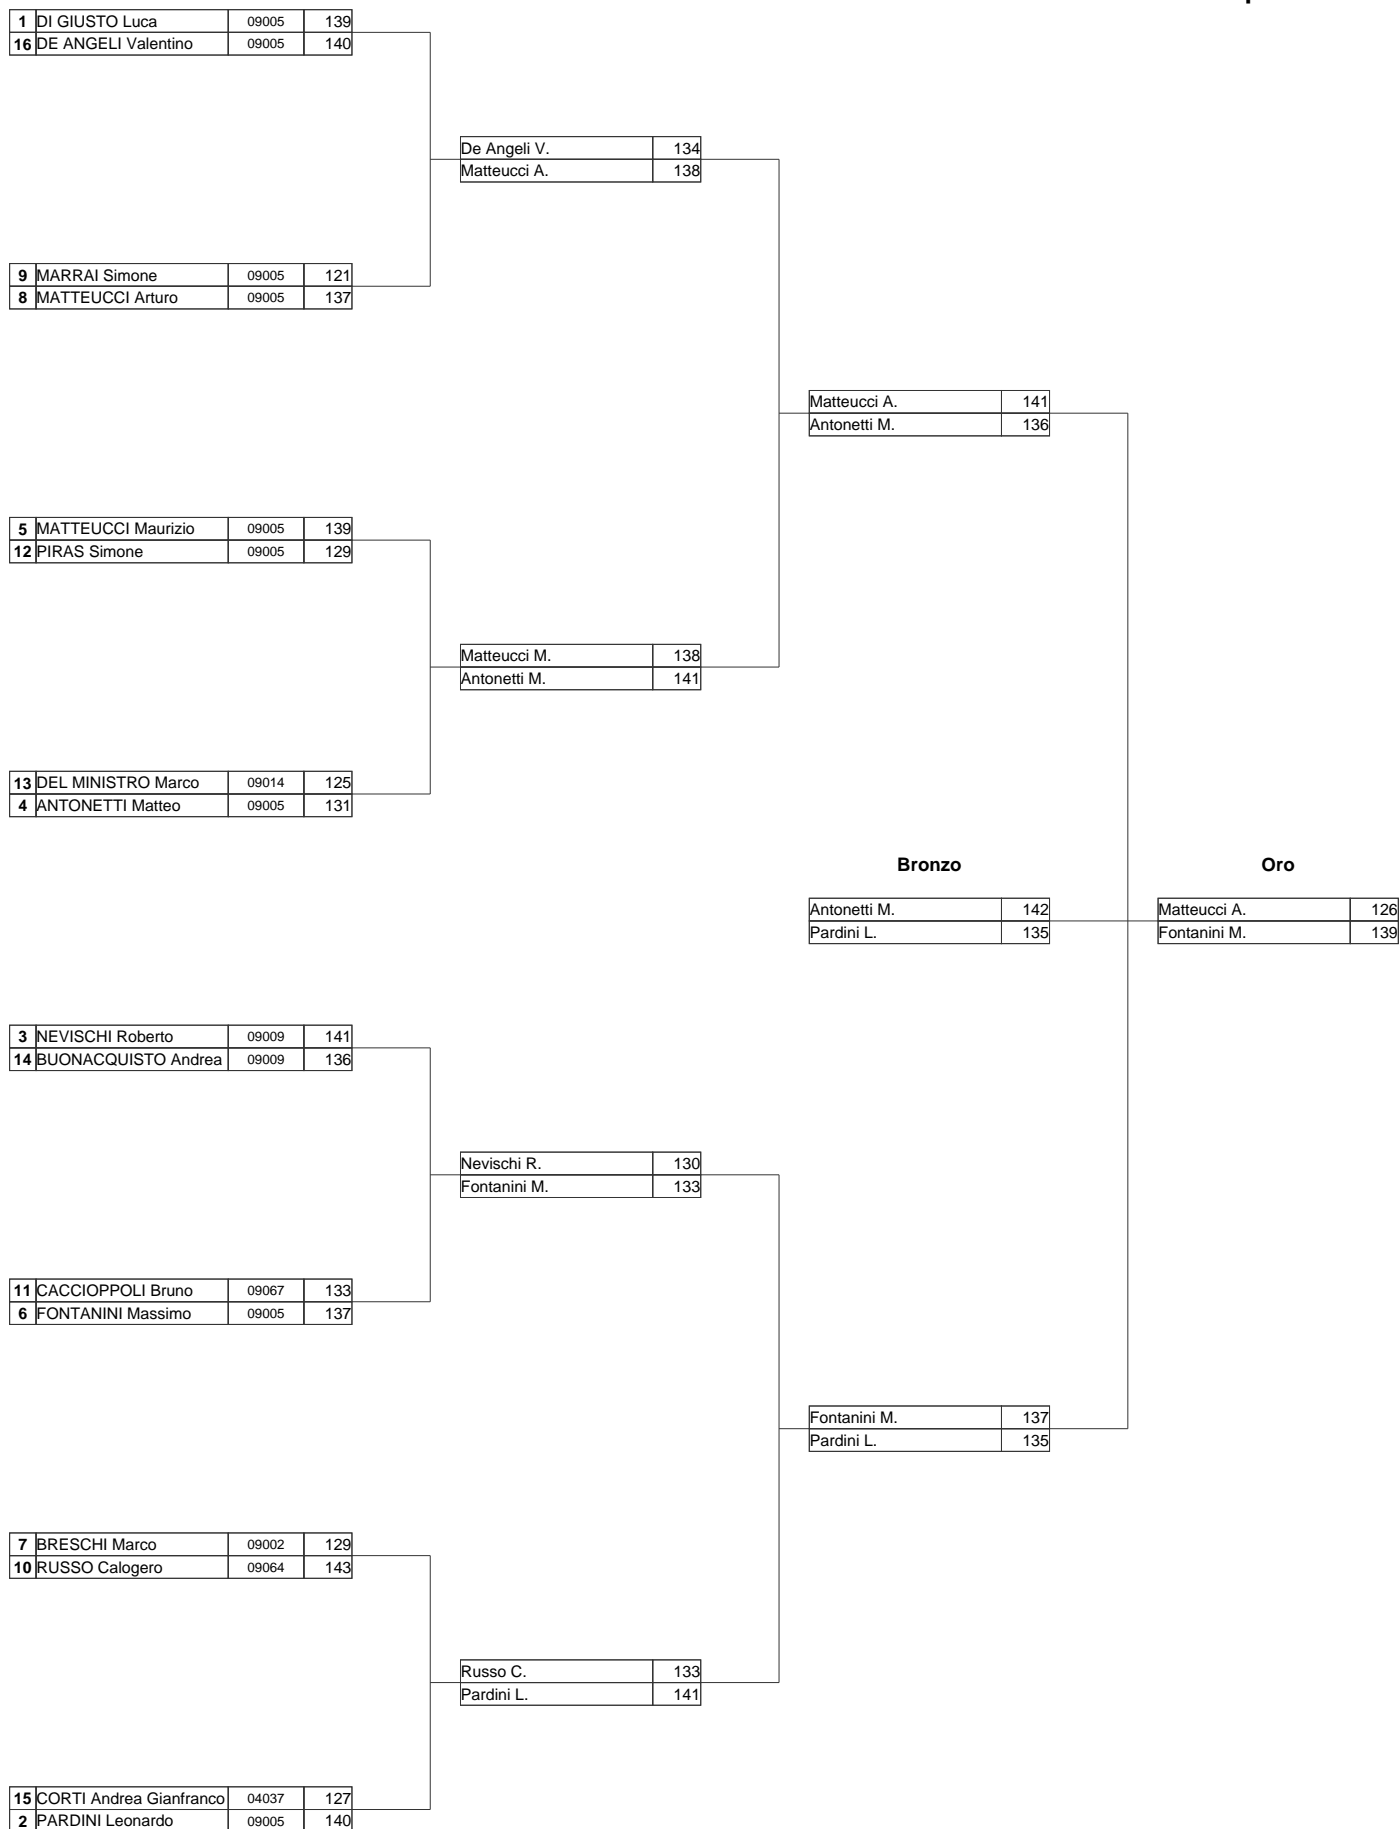 1 DI GIUSTO Luca 09005 139
16 DE ANGELI Valentino 09005 140
De Angeli V. 134
Matteucci A. 138
9 MARRAI Simone 09005 121
8 MATTEUCCI Arturo 09005 137
Matteucci A. 141
Antonetti M. 136
5 MATTEUCCI Maurizio 09005 139
12 PIRAS Simone 09005 129
Matteucci M. 138
Antonetti M. 141
13 DEL MINISTRO Marco 09014 125
4 ANTONETTI Matteo 09005 131
Bronzo Oro
Antonetti M. 142 Matteucci A. 126
Pardini L. 135 Fontanini M. 139
3 NEVISCHI Roberto 09009 141
14 BUONACQUISTO Andrea 09009 136
Nevischi R. 130
Fontanini M. 133
11 CACCIOPPOLI Bruno 09067 133
6 FONTANINI Massimo 09005 137
Fontanini M. 137
Pardini L. 135
7 BRESCHI Marco 09002 129
10 RUSSO Calogero 09064 143
Russo C. 133
Pardini L. 141
15 CORTI Andrea Gianfranco 04037 127
2 PARDINI Leonardo 09005 140